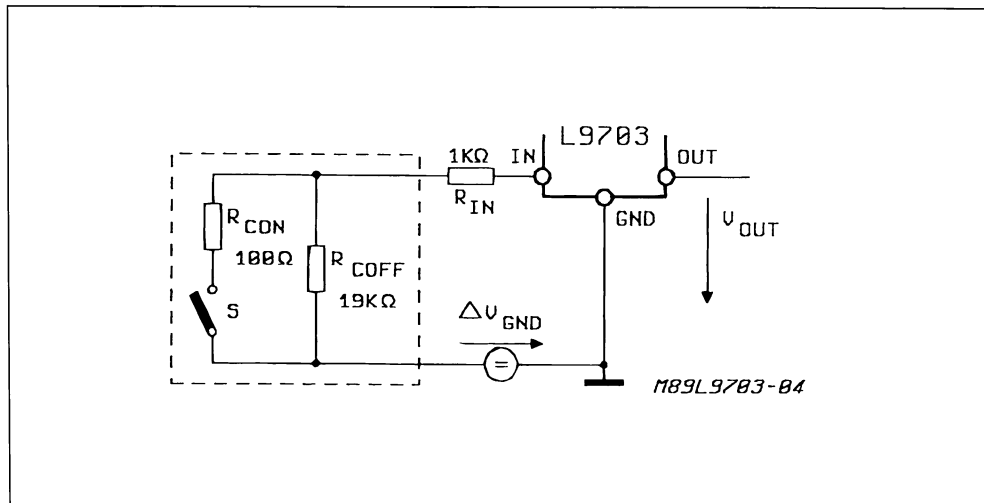 L9703
1KΩ
IN
OUT
R_IN
GND
V_OUT
R_CON
100Ω
R_COFF
19KΩ
S
ΔV_GND
=
M89L9703-04